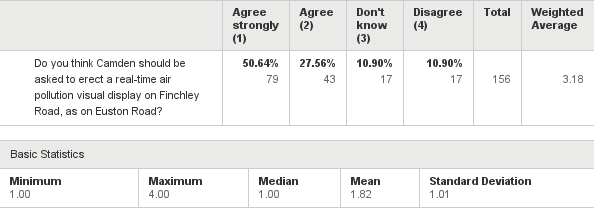 Agree strongly (1) Agree (2) Don't know (3) Disagree (4) Total Weighted Average
Do you think Camden should be 50.64% 27.56% 10.90% 10.90%
asked to erect a real-time air 79 43 17 17 156 3.18
pollution visual display on Finchley
Road, as on Euston Road?
Basic Statistics
Minimum Maximum Median Mean Standard Deviation
1.00 4.00 1.00 1.82 1.01